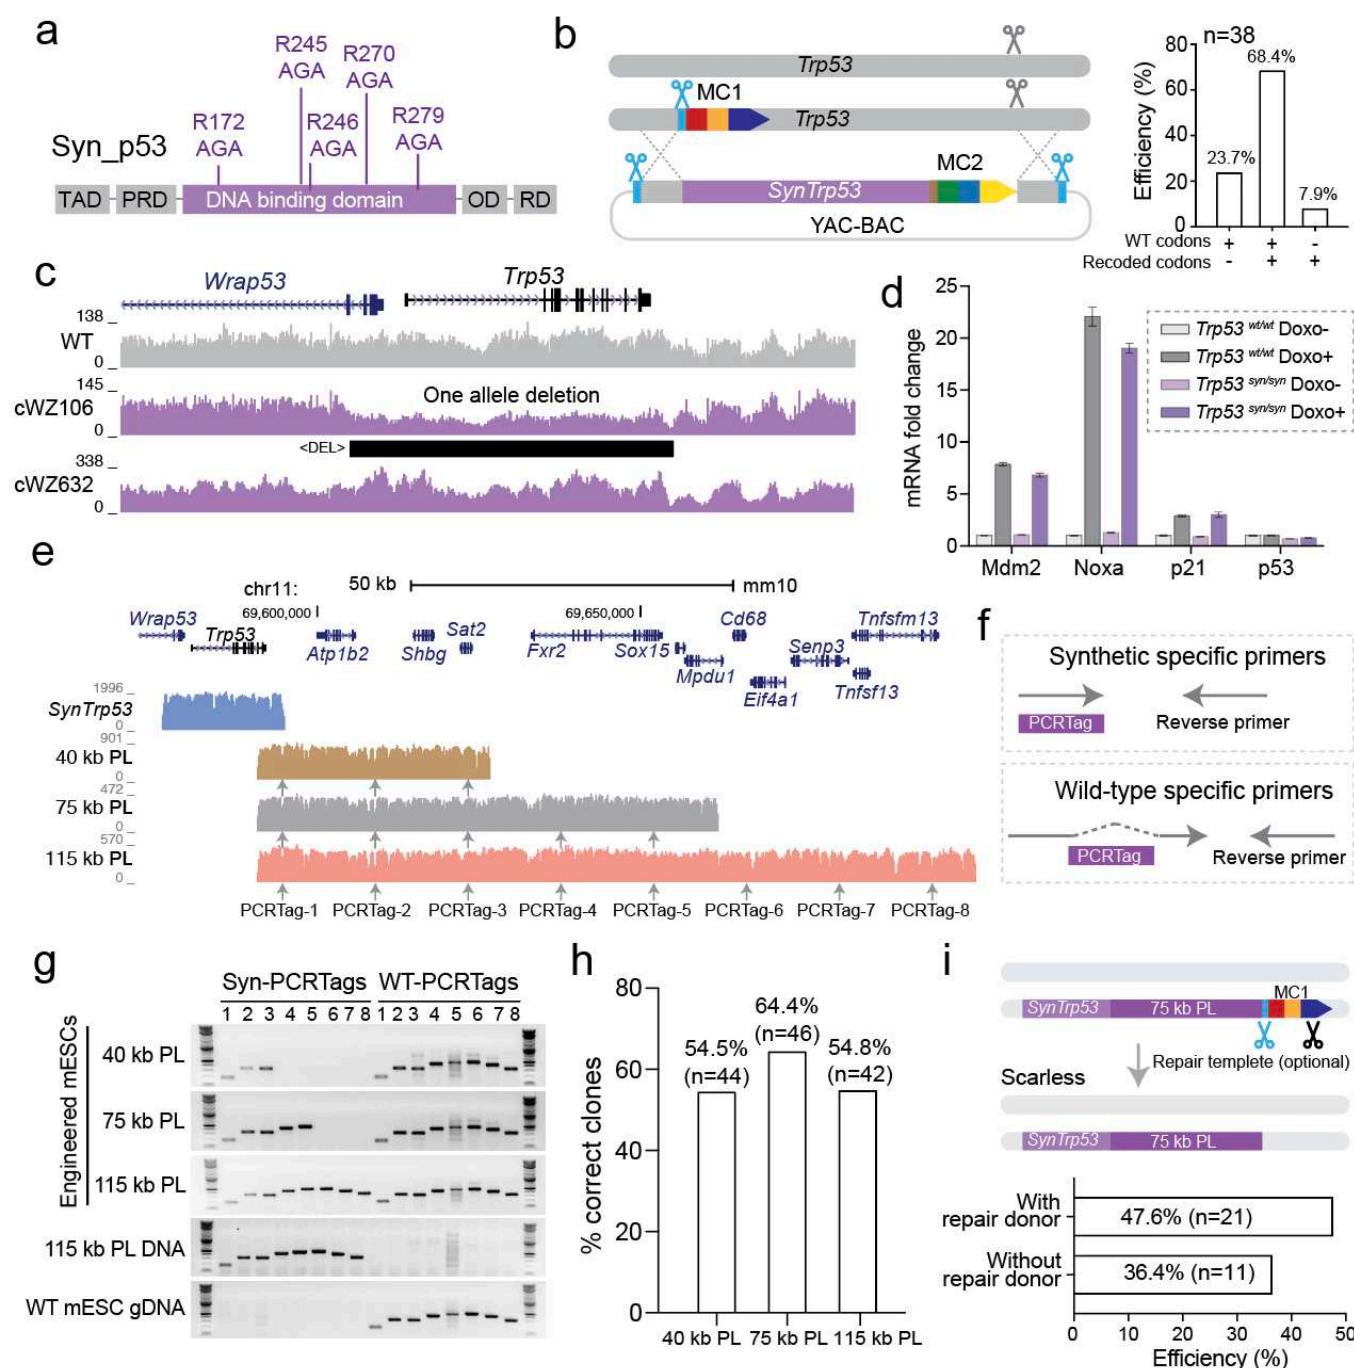 a
R245
AGA
R270
AGA
R172
AGA
R246
AGA
R279
AGA
Syn_p53
TAD
PRD
DNA binding domain
OD
RD
b
Trp53
MC1
Trp53
MC2
SynTrp53
YAC-BAC
n=38
Efficiency (%)
80
60
40
20
0
23.7%
68.4%
7.9%
WT codons + + -
Recoded codons - + +
c
Wrap53
Trp53
138
WT
0
145
cWZ106
0
One allele deletion
<DEL>
338
cWZ632
0
d
mRNA fold change
25
20
15
10
5
0
Trp53 wt/wt Doxo-
Trp53 wt/wt Doxo+
Trp53 syn/syn Doxo-
Trp53 syn/syn Doxo+
Mdm2
Noxa
p21
p53
e
50 kb
mm10
chr11:
69,600,000
69,650,000
Wrap53
Trp53
Atp1b2
Shbg
Sat2
Fxr2
Sox15
Mpdu1
Cd68
Eif4a1
Senp3
Tnfsfm13
Tnfsf13
1996
SynTrp53
0
901
40 kb PL
0
472
75 kb PL
0
570
115 kb PL
0
PCRTag-1
PCRTag-2
PCRTag-3
PCRTag-4
PCRTag-5
PCRTag-6
PCRTag-7
PCRTag-8
f
Synthetic specific primers
PCRTag
Reverse primer
Wild-type specific primers
PCRTag
Reverse primer
g
Syn-PCRTags
WT-PCRTags
1 2 3 4 5 6 7 8 1 2 3 4 5 6 7 8
Engineered mESCs
40 kb PL
75 kb PL
115 kb PL
115 kb PL DNA
WT mESC gDNA
h
% correct clones
80
60
40
20
0
54.5%
(n=44)
64.4%
(n=46)
54.8%
(n=42)
40 kb PL
75 kb PL
115 kb PL
i
MC1
SynTrp53
75 kb PL
Repair templete (optional)
Scarless
SynTrp53
75 kb PL
With
repair donor
47.6% (n=21)
Without
repair donor
36.4% (n=11)
0 10 20 30 40 50
Efficiency (%)